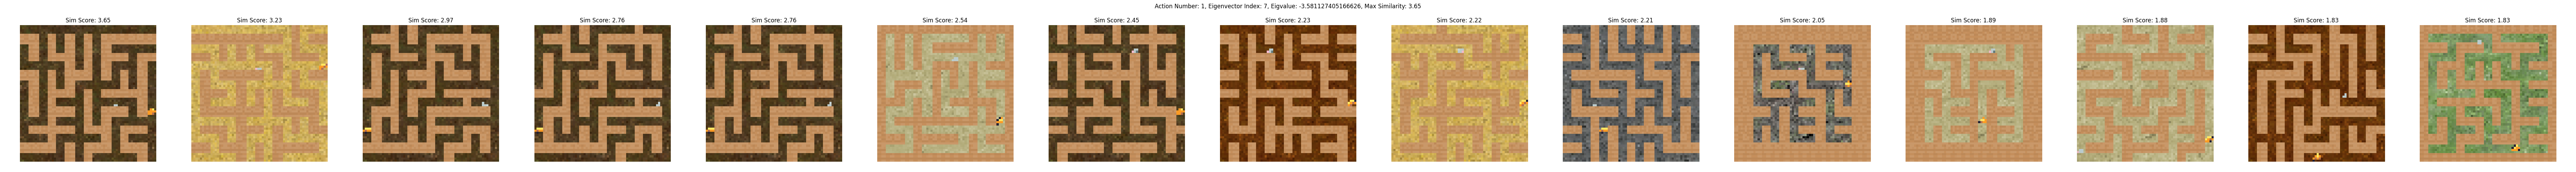 Action Number: 1, Eigenvector Index: 7, Eigvalue: -3.581127405166626, Max Similarity: 3.65
Sim Score: 3.65
Sim Score: 3.23
Sim Score: 2.97
Sim Score: 2.76
Sim Score: 2.76
Sim Score: 2.54
Sim Score: 2.45
Sim Score: 2.23
Sim Score: 2.22
Sim Score: 2.21
Sim Score: 2.05
Sim Score: 1.89
Sim Score: 1.88
Sim Score: 1.83
Sim Score: 1.83